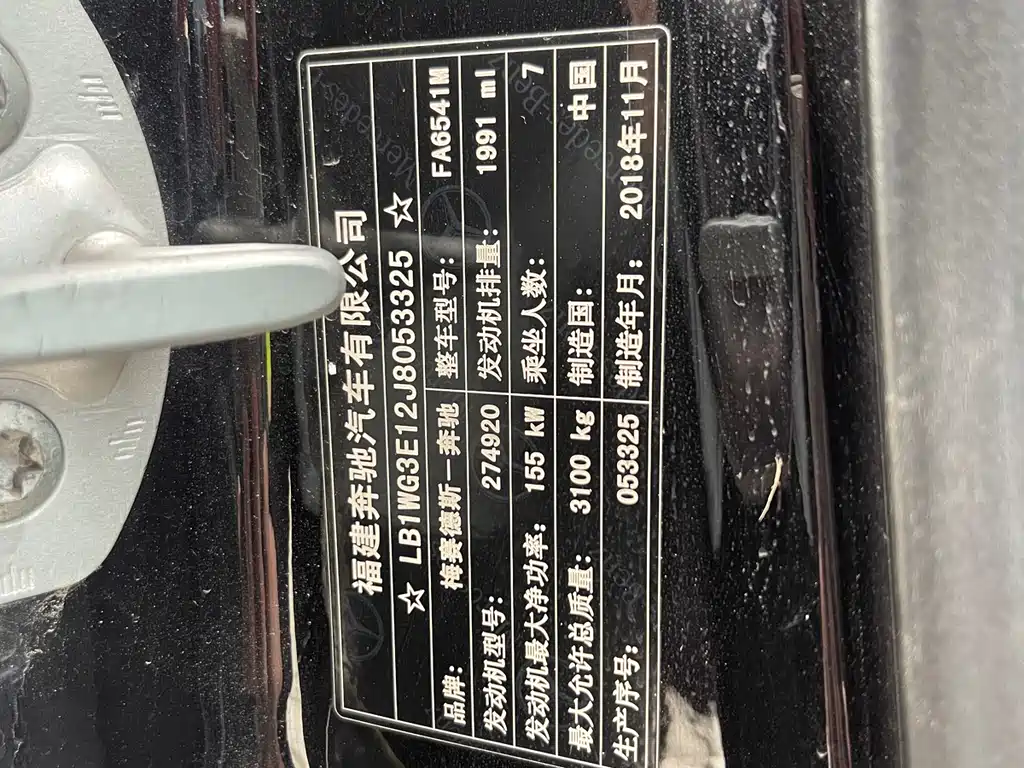 福建奔驰汽车有限公司
☆ LB1WG3E12J8053325 ☆
品牌: 梅赛德斯－奔驰 整车型号: FA6541M
发动机型号: 274920 发动机排量: 1991 ml
发动机最大净功率: 155 kW 乘坐人数: 7
最大允许总质量: 3100 kg 制造国: 中国
生产序号: 053325 制造年月: 2018年11月
Mercedes-Benz